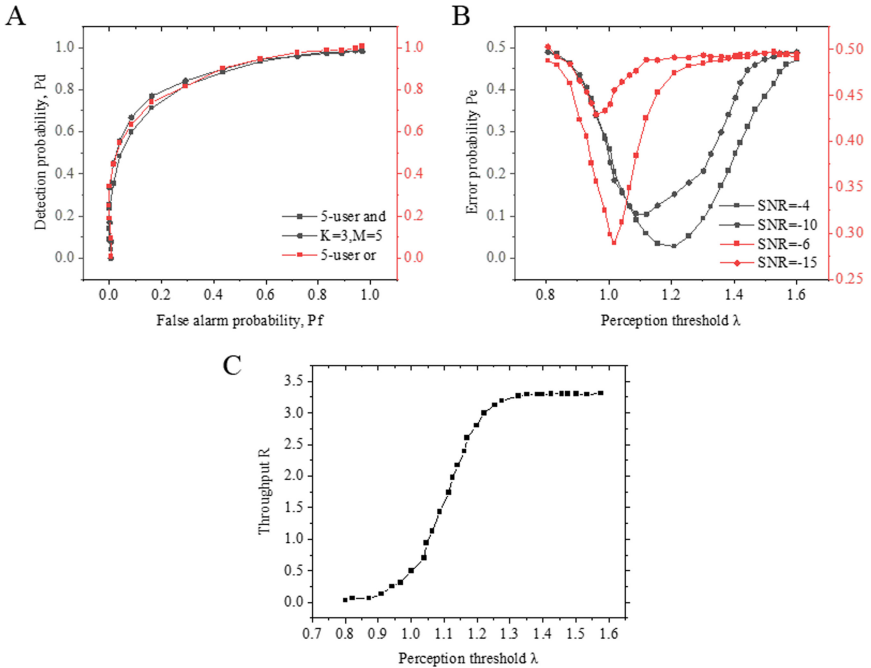 A
1.0
0.8
0.6
0.4
0.2
0.0
Detection probability, Pd
1.0
0.8
0.6
0.4
0.2
0.0
5-user and
K=3,M=5
5-user or
0.0 0.2 0.4 0.6 0.8 1.0
False alarm probability, Pf
B
0.5
0.4
0.3
0.2
0.1
0.0
Error probability Pe
0.50
0.45
0.40
0.35
0.30
0.25
SNR=-4
SNR=-10
SNR=-6
SNR=-15
0.8 1.0 1.2 1.4 1.6
Perception threshold λ
C
3.5
3.0
2.5
2.0
1.5
1.0
0.5
0.0
Throughput R
0.7 0.8 0.9 1.0 1.1 1.2 1.3 1.4 1.5 1.6
Perception threshold λ